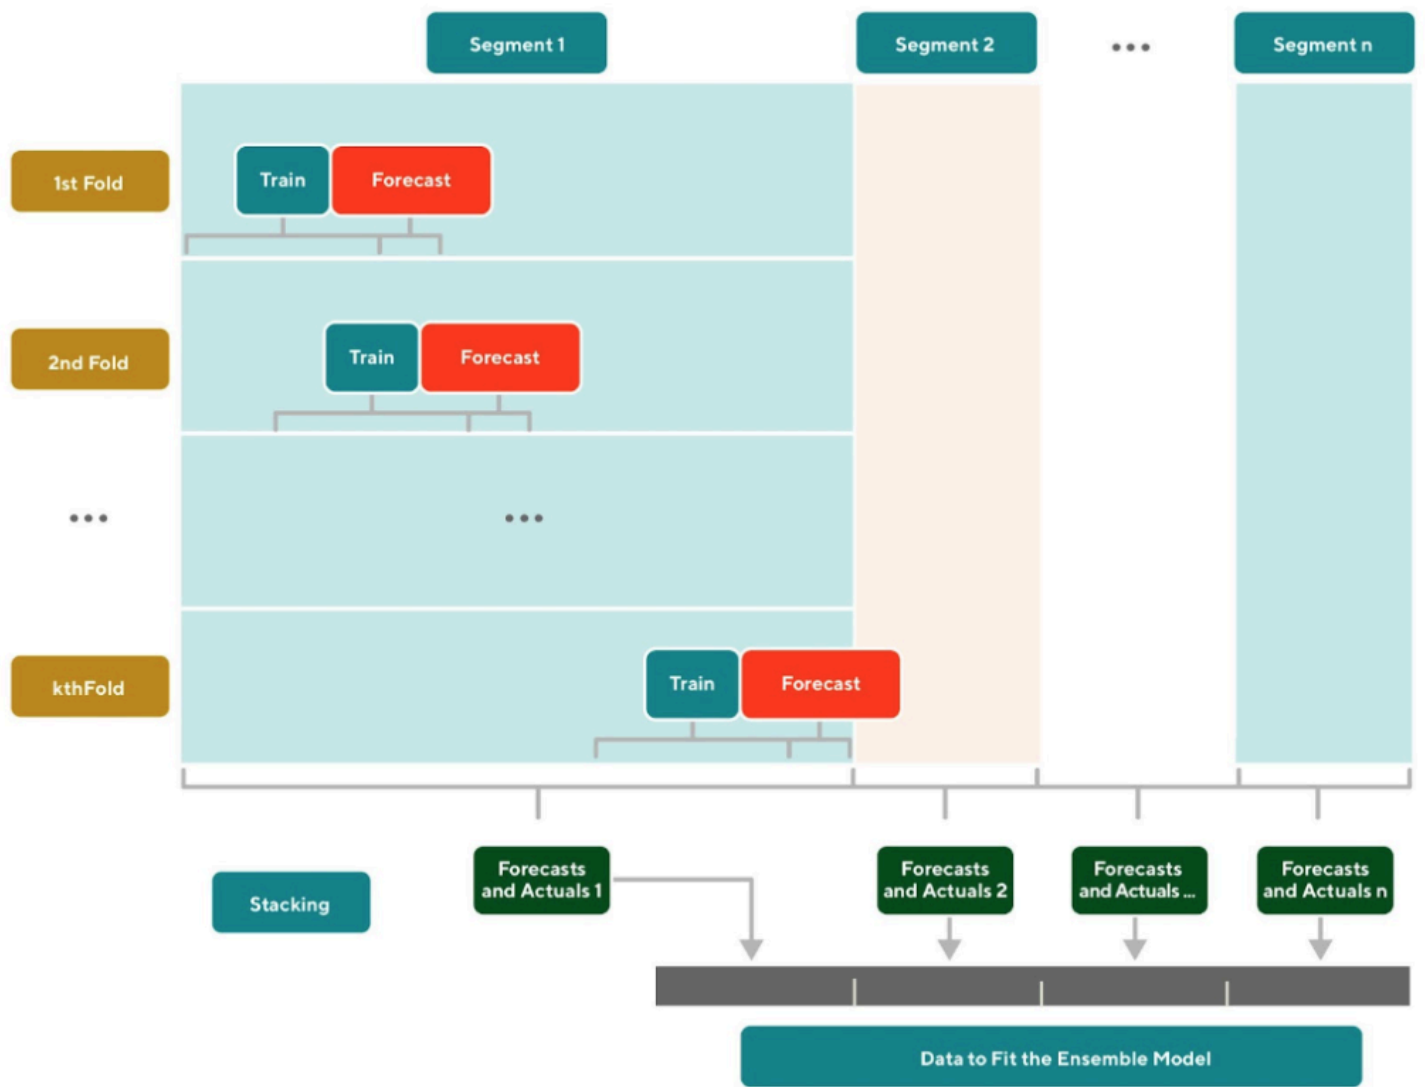 Segment 1
Segment 2
...
Segment n
1st Fold
Train
Forecast
2nd Fold
Train
Forecast
...
...
kthFold
Train
Forecast
Stacking
Forecasts
and Actuals 1
Forecasts
and Actuals 2
Forecasts
and Actuals ...
Forecasts
and Actuals n
Data to Fit the Ensemble Model